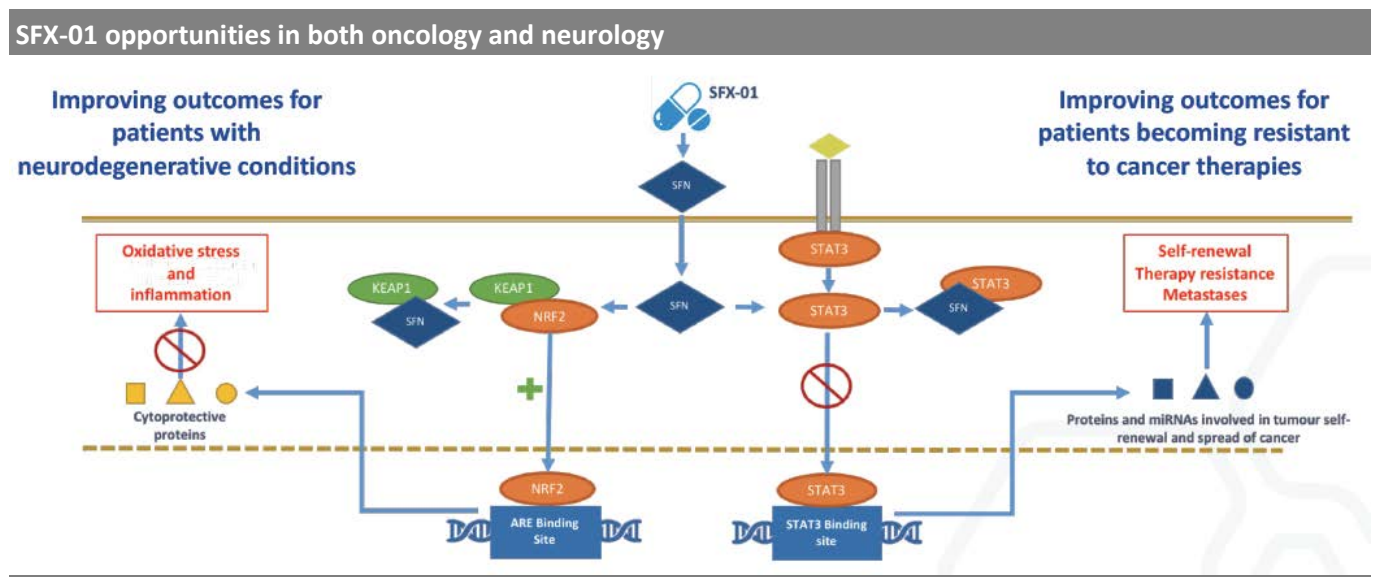 SFX-01 opportunities in both oncology and neurology
Improving outcomes for
patients with
neurodegenerative conditions
SFX-01
Improving outcomes for
patients becoming resistant
to cancer therapies
SFN
Oxidative stress
and
inflammation
STAT3
Self-renewal
Therapy resistance
Metastases
KEAP1
SFN
KEAP1
NRF2
SFN
STAT3
STAT3
SFN
Cytoprotective
proteins
Proteins and miRNAs involved in tumour self-
renewal and spread of cancer
NRF2
ARE Binding
Site
STAT3
STAT3 Binding
site